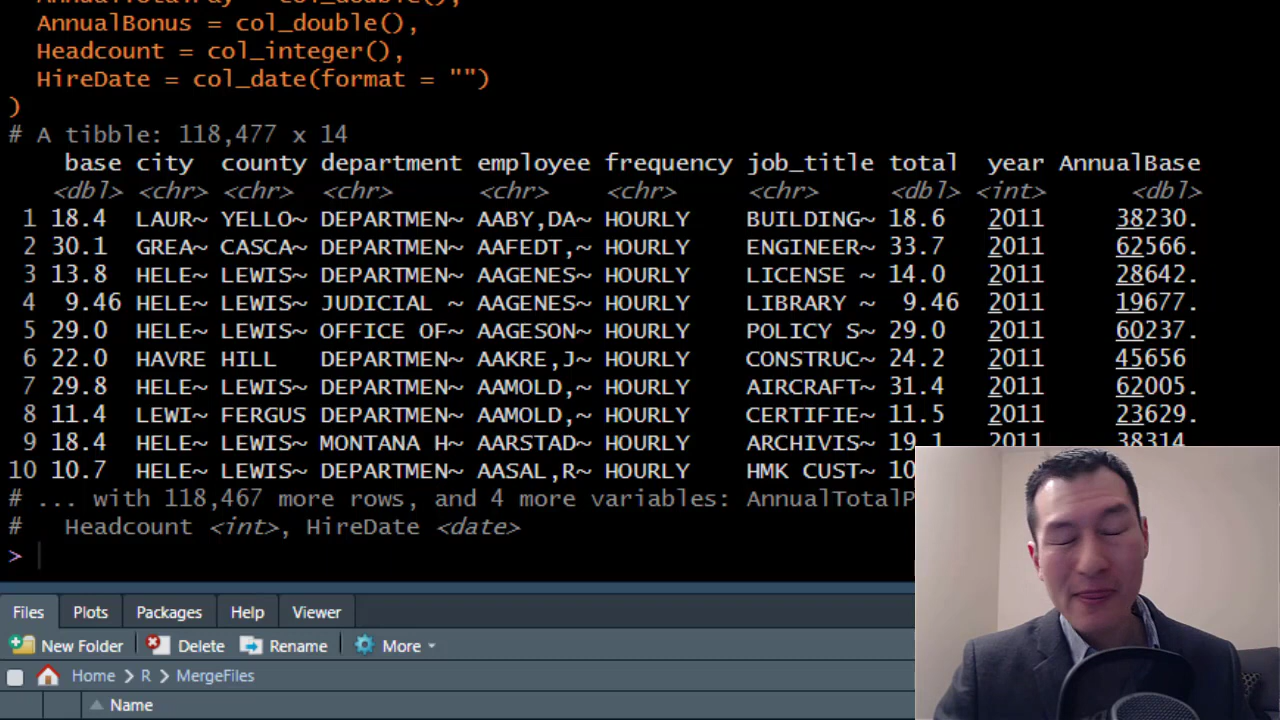 AnnualBonus = col_double(),
Headcount = col_integer(),
HireDate = col_date(format = "")
)
# A tibble: 118,477 x 14
base city county department employee frequency job_title total year AnnualBase
<dbl> <chr> <chr> <chr> <chr> <chr> <chr> <dbl> <int> <dbl>
1 18.4 LAUR~ YELLO~ DEPARTMEN~ AABY,DA~ HOURLY BUILDING~ 18.6 2011 38230.
2 30.1 GREA~ CASCA~ DEPARTMEN~ AAFEDT,~ HOURLY ENGINEER~ 33.7 2011 62566.
3 13.8 HELE~ LEWIS~ DEPARTMEN~ AAGENES~ HOURLY LICENSE ~ 14.0 2011 28642.
4 9.46 HELE~ LEWIS~ JUDICIAL ~ AAGENES~ HOURLY LIBRARY ~ 9.46 2011 19677.
5 29.0 HELE~ LEWIS~ OFFICE OF~ AAGESON~ HOURLY POLICY S~ 29.0 2011 60237.
6 22.0 HAVRE HILL DEPARTMEN~ AAKRE,J~ HOURLY CONSTRUC~ 24.2 2011 45656
7 29.8 HELE~ LEWIS~ DEPARTMEN~ AAMOLD,~ HOURLY AIRCRAFT~ 31.4 2011 62005.
8 11.4 LEWI~ FERGUS DEPARTMEN~ AAMOLD,~ HOURLY CERTIFIE~ 11.5 2011 23629.
9 18.4 HELE~ LEWIS~ MONTANA H~ AARSTAD~ HOURLY ARCHIVIS~ 19.1 2011 38314.
10 10.7 HELE~ LEWIS~ DEPARTMEN~ AASAL,R~ HOURLY HMK CUST~ 10
# ... with 118,467 more rows, and 4 more variables: AnnualTotalP
# Headcount <int>, HireDate <date>
>
Files Plots Packages Help Viewer
New Folder Delete Rename More
Home > R > MergeFiles
Name